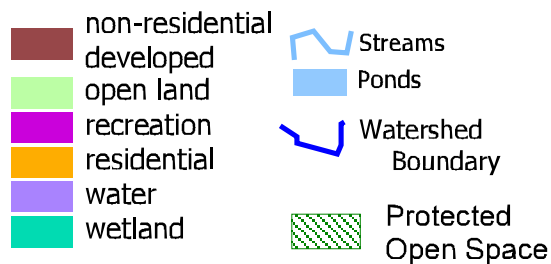 non-residential
developed
open land
recreation
residential
water
wetland
Streams
Ponds
Watershed
Boundary
Protected
Open Space